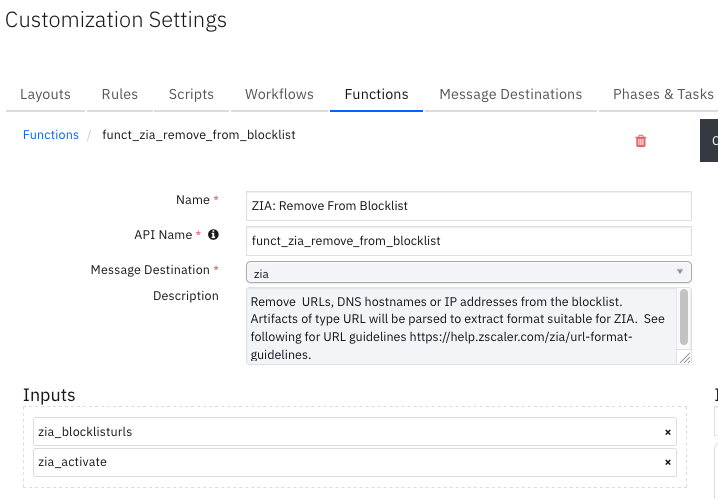 Customization Settings
Layouts Rules Scripts Workflows Functions Message Destinations Phases & Tasks
Functions / funct_zia_remove_from_blocklist
Name * ZIA: Remove From Blocklist
API Name * funct_zia_remove_from_blocklist
Message Destination * zia
Description
Remove URLs, DNS hostnames or IP addresses from the blocklist.
Artifacts of type URL will be parsed to extract format suitable for ZIA. See
following for URL guidelines https://help.zscaler.com/zia/url-format-
guidelines.
Inputs
zia_blocklisturls ×
zia_activate ×